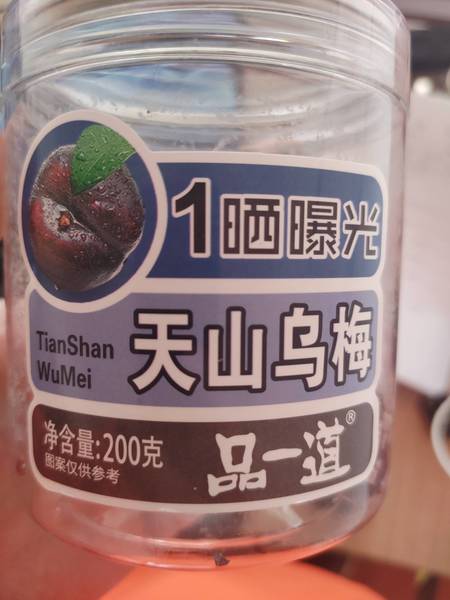 1晒曝光
TianShan
WuMei
天山乌梅
净含量:200克
图案仅供参考
品一道®